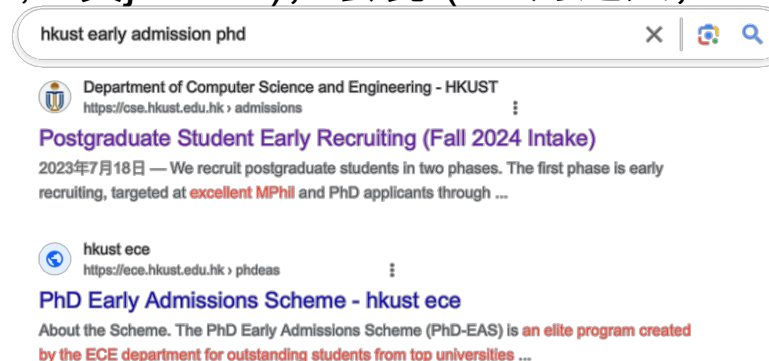 hkust early admission phd
Department of Computer Science and Engineering - HKUST
https://cse.hkust.edu.hk › admissions
Postgraduate Student Early Recruiting (Fall 2024 Intake)
2023年7月18日 — We recruit postgraduate students in two phases. The first phase is early
recruiting, targeted at excellent MPhil and PhD applicants through ...
hkust ece
https://ece.hkust.edu.hk › phdeas
PhD Early Admissions Scheme - hkust ece
About the Scheme. The PhD Early Admissions Scheme (PhD-EAS) is an elite program created
by the ECE department for outstanding students from top universities ...